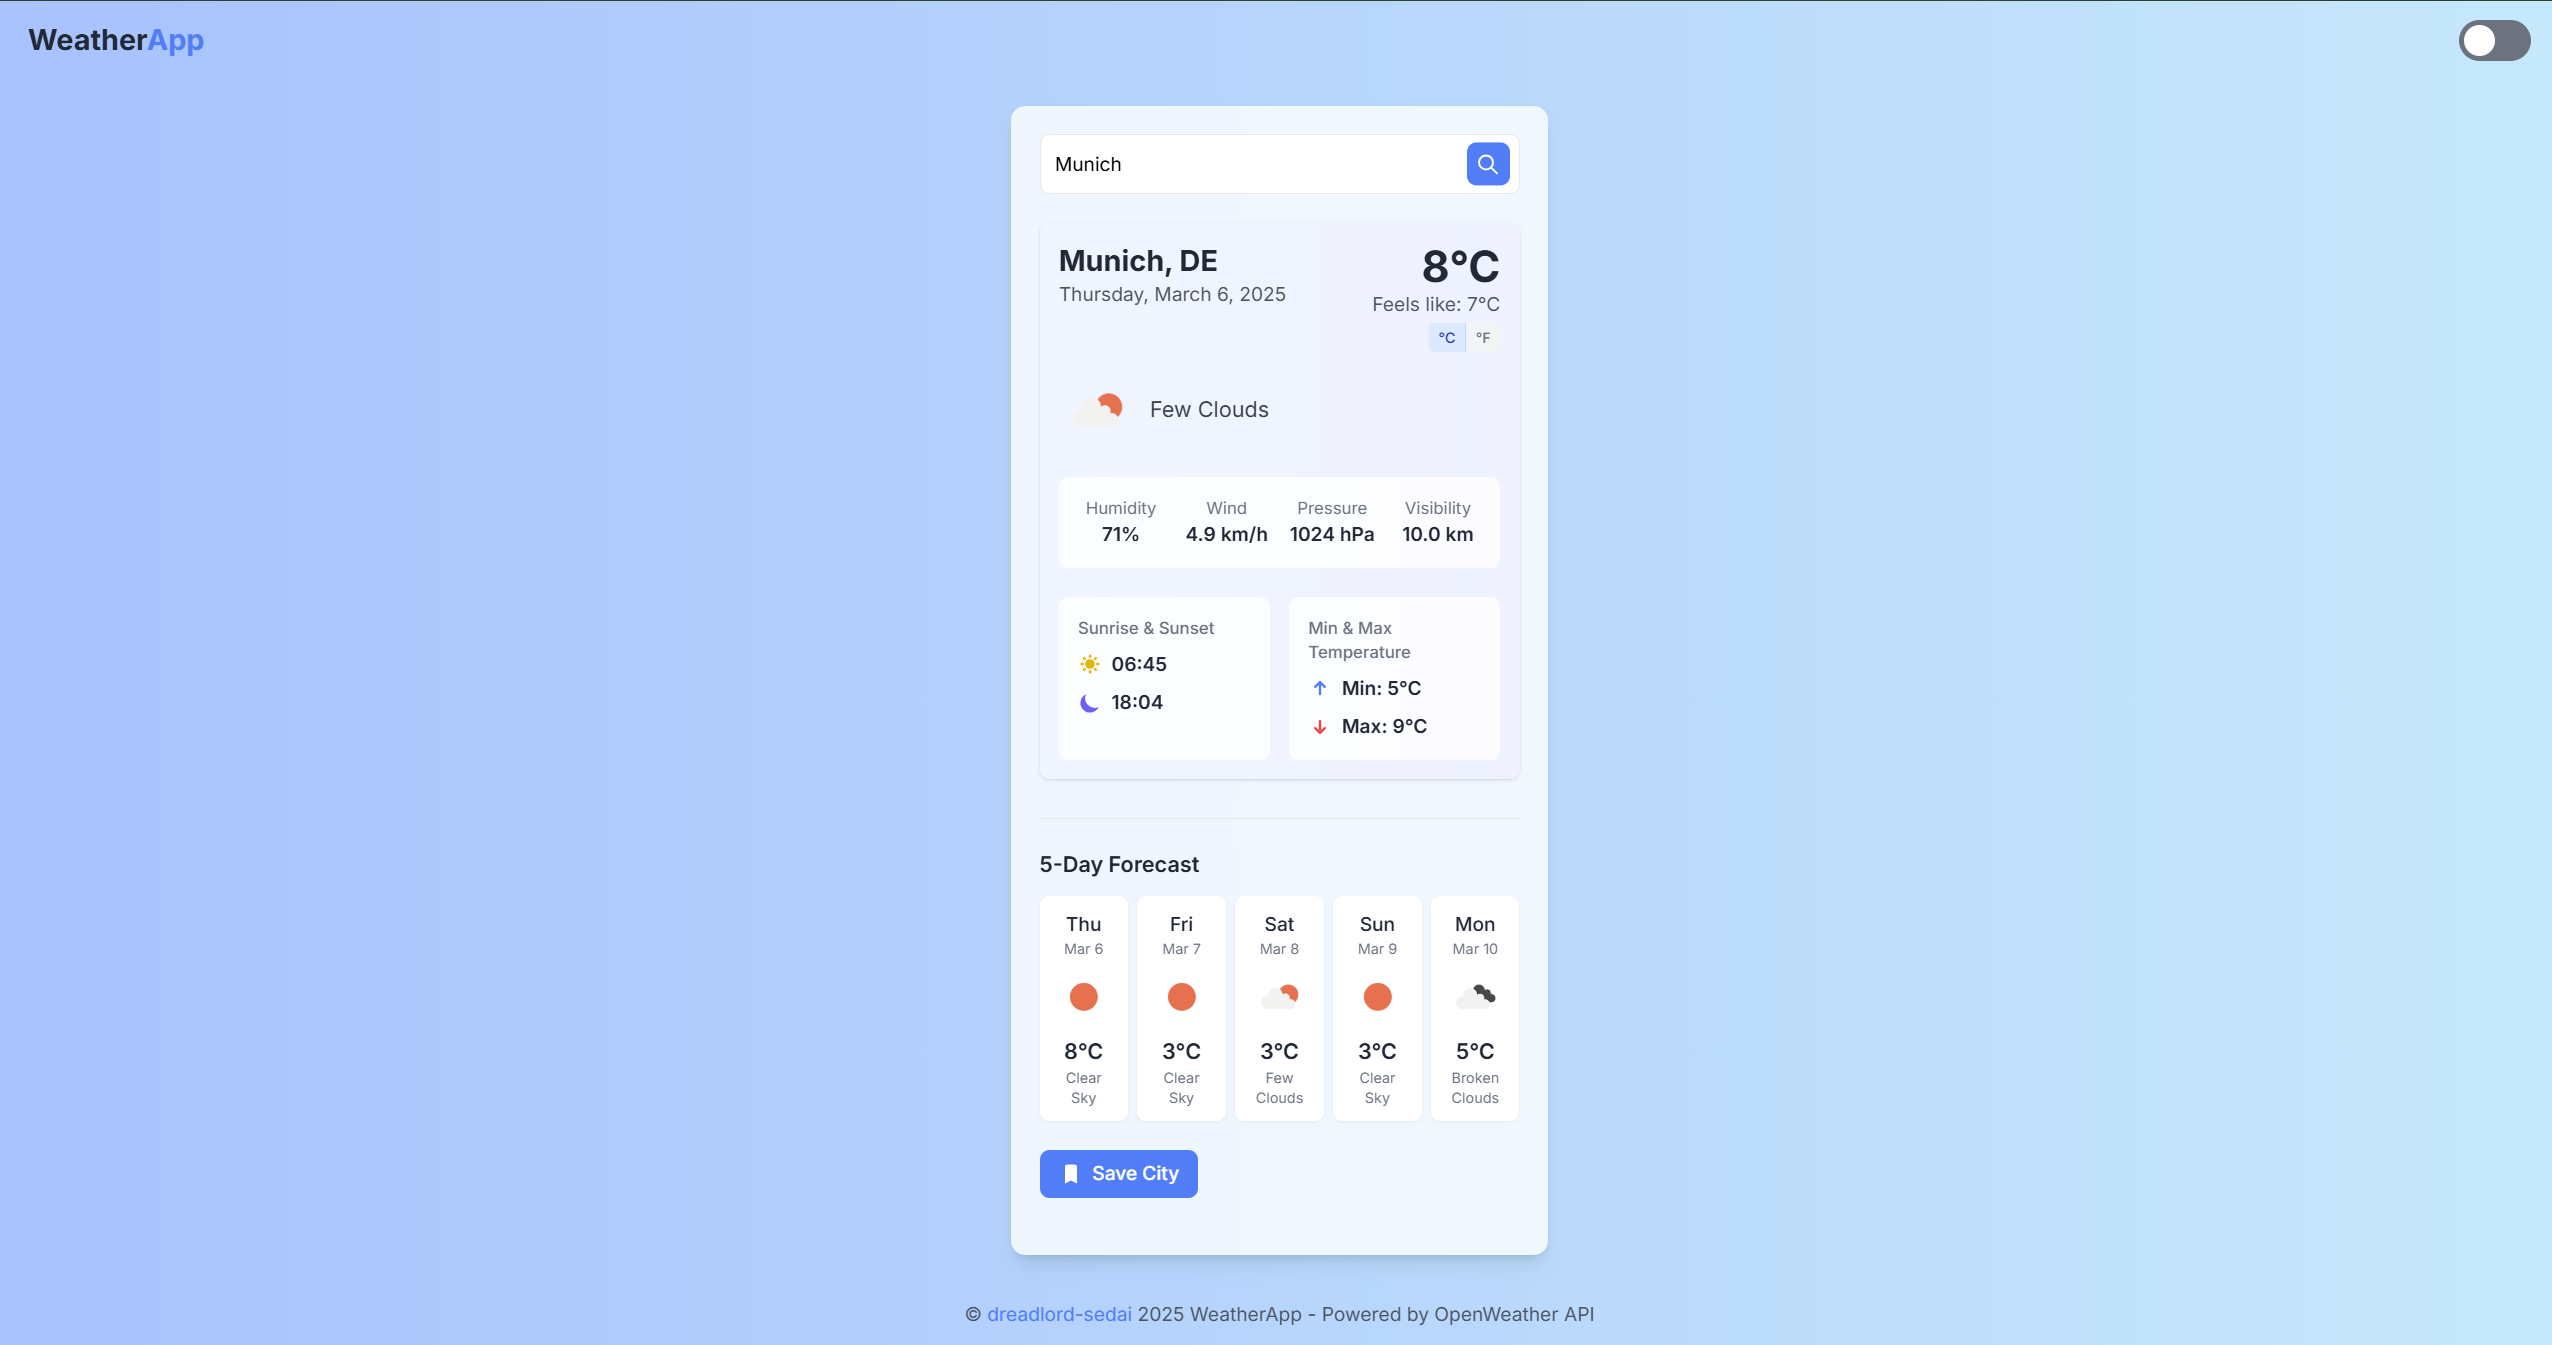 WeatherApp
Munich
Munich, DE
Thursday, March 6, 2025
8°C
Feels like: 7°C
°C °F
Few Clouds
Humidity Wind Pressure Visibility
71% 4.9 km/h 1024 hPa 10.0 km
Sunrise & Sunset
06:45
18:04
Min & Max
Temperature
Min: 5°C
Max: 9°C
5-Day Forecast
Thu Fri Sat Sun Mon
Mar 6 Mar 7 Mar 8 Mar 9 Mar 10
8°C 3°C 3°C 3°C 5°C
Clear Clear Few Clear Broken
Sky Sky Clouds Sky Clouds
Save City
© dreadlord-sedai 2025 WeatherApp - Powered by OpenWeather API